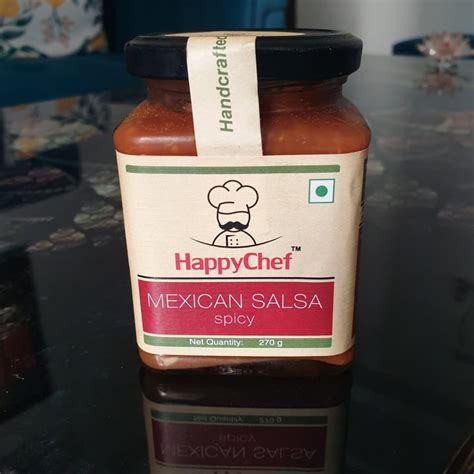 Handcrafted
HappyChef™
MEXICAN SALSA
spicy
Net Quantity: 270 g